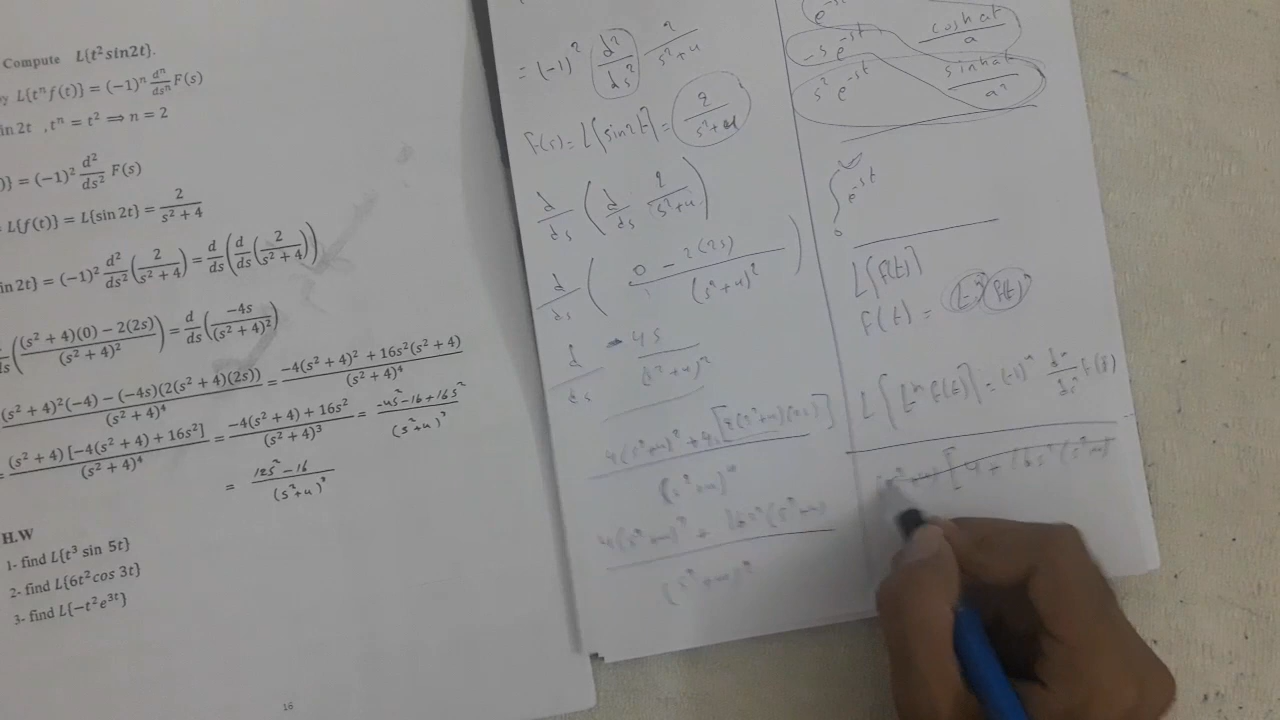 Compute L{t² sin2t}.
y L{tⁿ f(t)} = (−1)ⁿ dⁿ/dsⁿ F(s)
in 2t , tⁿ = t² ⟹ n = 2
)} = (−1)² d²/ds² F(s)
= L{f(t)} = L{sin 2t} = 2/(s² + 4)
in 2t} = (−1)² d²/ds² (2/(s² + 4)) = d/ds (d/ds (2/(s² + 4)))
/ds (((s² + 4)(0) − 2(2s))/(s² + 4)²) = d/ds (−4s/(s² + 4)²)
(s² + 4)²(−4) − (−4s)(2(s² + 4)(2s))/(s² + 4)⁴ = (−4(s² + 4)² + 16s²(s² + 4))/(s² + 4)⁴
= (s² + 4)[−4(s² + 4) + 16s²]/(s² + 4)⁴ = (−4(s² + 4) + 16s²)/(s² + 4)³ = (−4s² − 16 + 16s²)/(s² + 4)³
= (12s² − 16)/(s² + 4)³
H.W
1- find L{t³ sin 5t}
2- find L{6t² cos 3t}
3- find L{−t² e³ᵗ}
16
= (−1)² d²/ds² 2/(s² + 4)
F(s) = L{sin2t} = 2/(s² + 4)
d/ds (d/ds 2/(s² + 4))
d/ds ((0 − 2(2s))/(s² + 4)²)
d/ds −4s/(s² + 4)²
−s e⁻ˢᵗ cosh at/a
s² e⁻ˢᵗ sinh at/a²
∫₀ e⁻ˢᵗ
L{f(t)}
f(t) =
L{tⁿ f(t)} = (−1)ⁿ dⁿ/dsⁿ F(s)